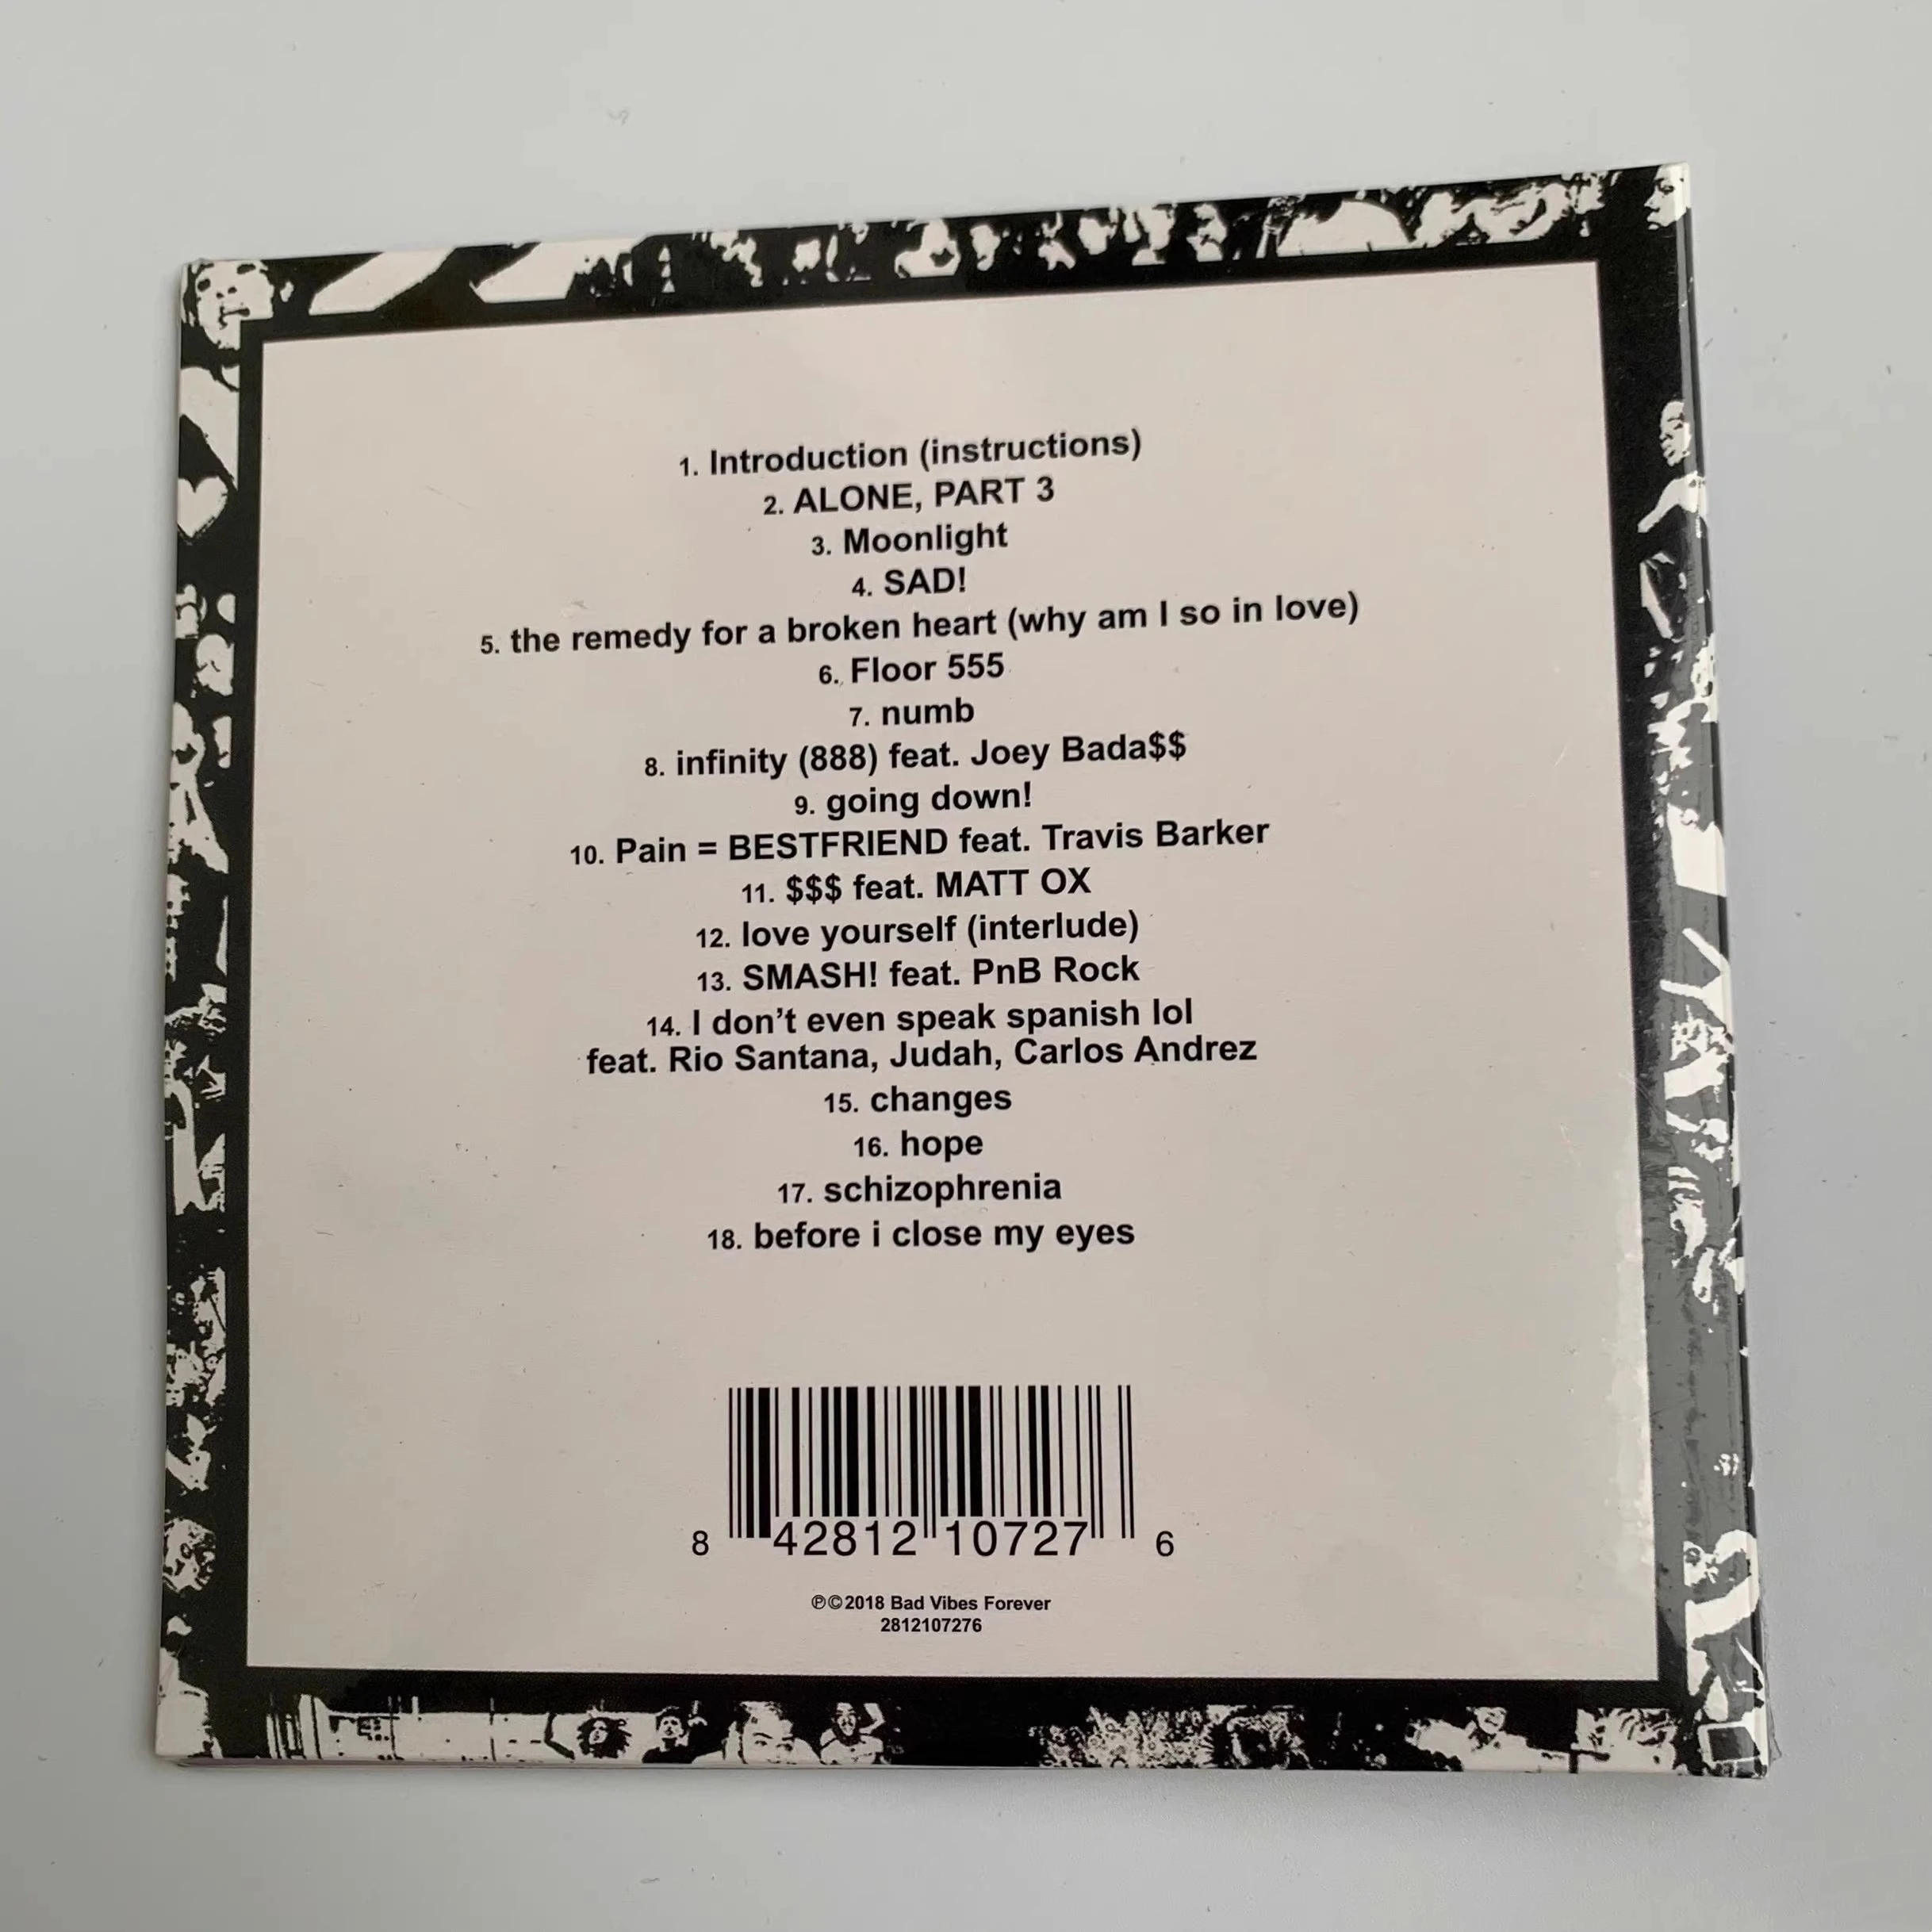 1. Introduction (instructions)
2. ALONE, PART 3
3. Moonlight
4. SAD!
5. the remedy for a broken heart (why am I so in love)
6. Floor 555
7. numb
8. infinity (888) feat. Joey Bada$$
9. going down!
10. Pain = BESTFRIEND feat. Travis Barker
11. $$$ feat. MATT OX
12. love yourself (interlude)
13. SMASH! feat. PnB Rock
14. I don’t even speak spanish lol
feat. Rio Santana, Judah, Carlos Andrez
15. changes
16. hope
17. schizophrenia
18. before i close my eyes
8 42812 10727 6
℗©2018 Bad Vibes Forever
2812107276